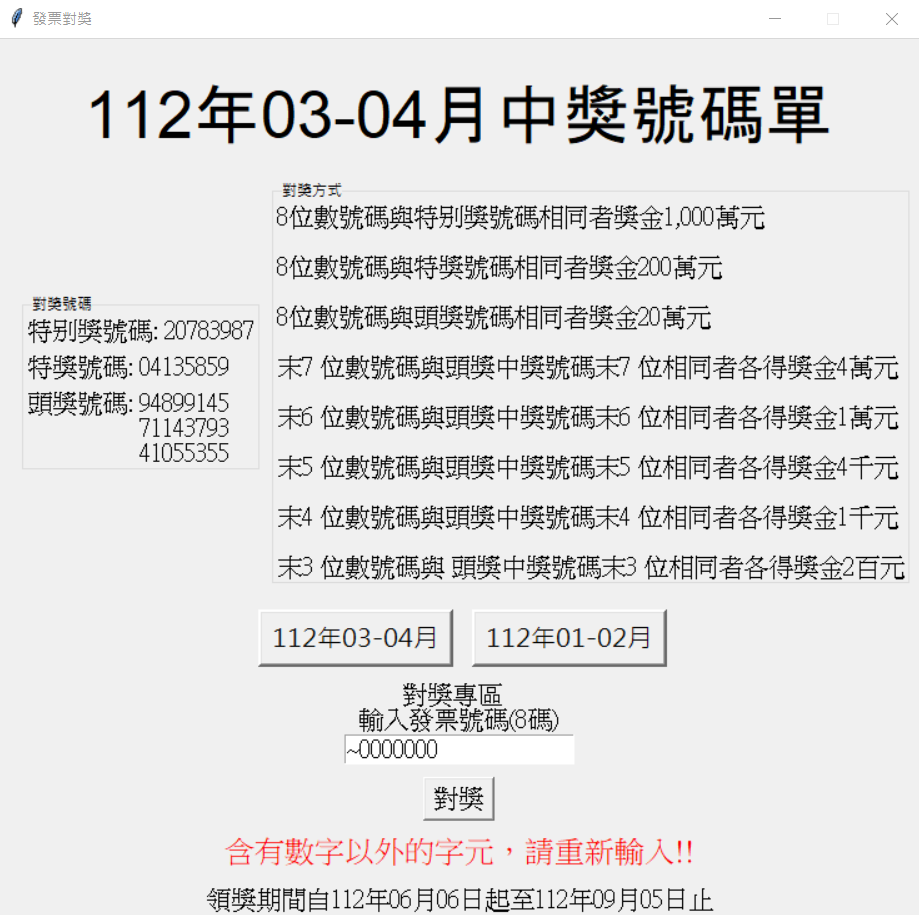 發票對獎
112年03-04月中獎號碼單
對獎號碼
特別獎號碼: 20783987
特獎號碼: 04135859
頭獎號碼: 94899145
71143793
41055355
對獎方式
8位數號碼與特別獎號碼相同者獎金1,000萬元
8位數號碼與特獎號碼相同者獎金200萬元
8位數號碼與頭獎號碼相同者獎金20萬元
末7 位數號碼與頭獎中獎號碼末7 位相同者各得獎金4萬元
末6 位數號碼與頭獎中獎號碼末6 位相同者各得獎金1萬元
末5 位數號碼與頭獎中獎號碼末5 位相同者各得獎金4千元
末4 位數號碼與頭獎中獎號碼末4 位相同者各得獎金1千元
末3 位數號碼與 頭獎中獎號碼末3 位相同者各得獎金2百元
112年03-04月
112年01-02月
對獎專區
輸入發票號碼(8碼)
~0000000
對獎
含有數字以外的字元，請重新輸入!!
領獎期間自112年06月06日起至112年09月05日止